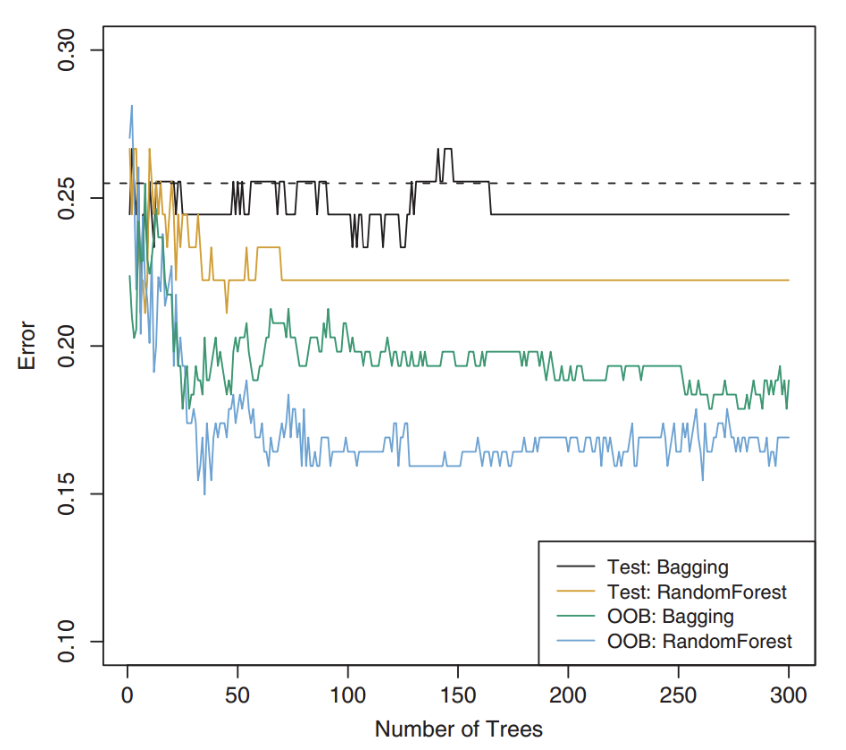 0.30
0.25
0.20
0.15
0.10
Error
0 50 100 150 200 250 300
Number of Trees
Test: Bagging
Test: RandomForest
OOB: Bagging
OOB: RandomForest